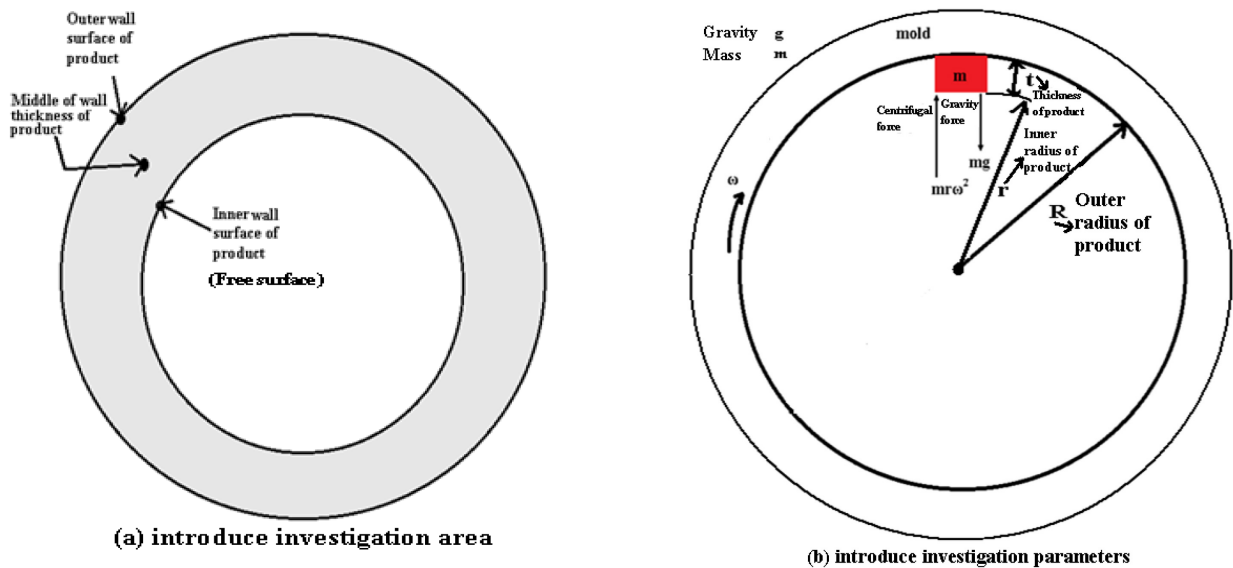 Outer wall
surface of
product
Middle of wall
thickness of
product
Inner wall
surface of
product
(Free surface)
(a) introduce investigation area
Gravity g
Mass m
mold
m
t
Thickness
of product
Centrifugal
force
Gravity
force
mg
mrω²
Inner
radius of
product
r
ω
R
Outer
radius of
product
(b) introduce investigation parameters